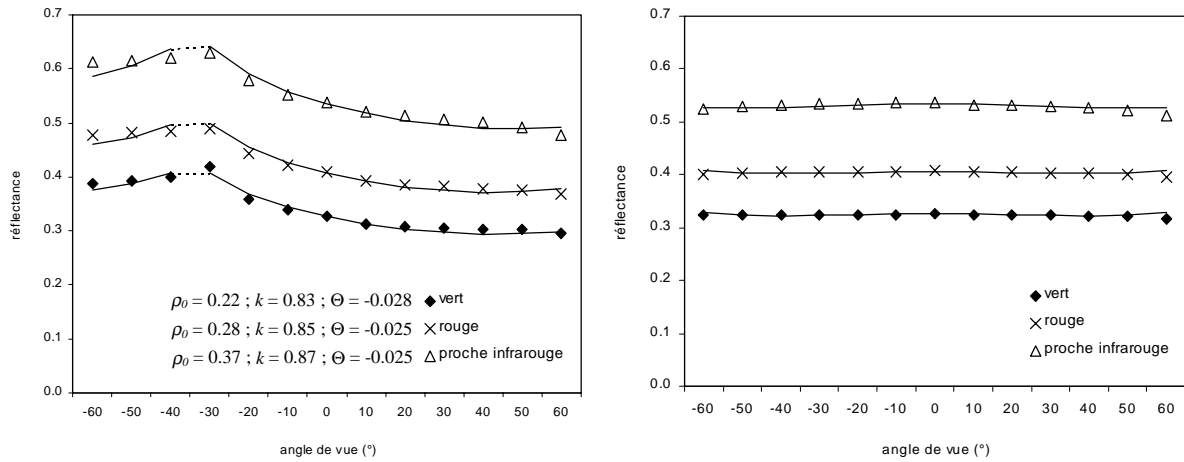 0.7
0.6
0.5
0.4
0.3
0.2
0.1
0.0
réflectance
ρ0 = 0.22 ; k = 0.83 ; Θ = -0.028
ρ0 = 0.28 ; k = 0.85 ; Θ = -0.025
ρ0 = 0.37 ; k = 0.87 ; Θ = -0.025
vert
rouge
proche infrarouge
-60 -50 -40 -30 -20 -10 0 10 20 30 40 50 60
angle de vue (°)
0.7
0.6
0.5
0.4
0.3
0.2
0.1
0.0
réflectance
vert
rouge
proche infrarouge
-60 -50 -40 -30 -20 -10 0 10 20 30 40 50 60
angle de vue (°)